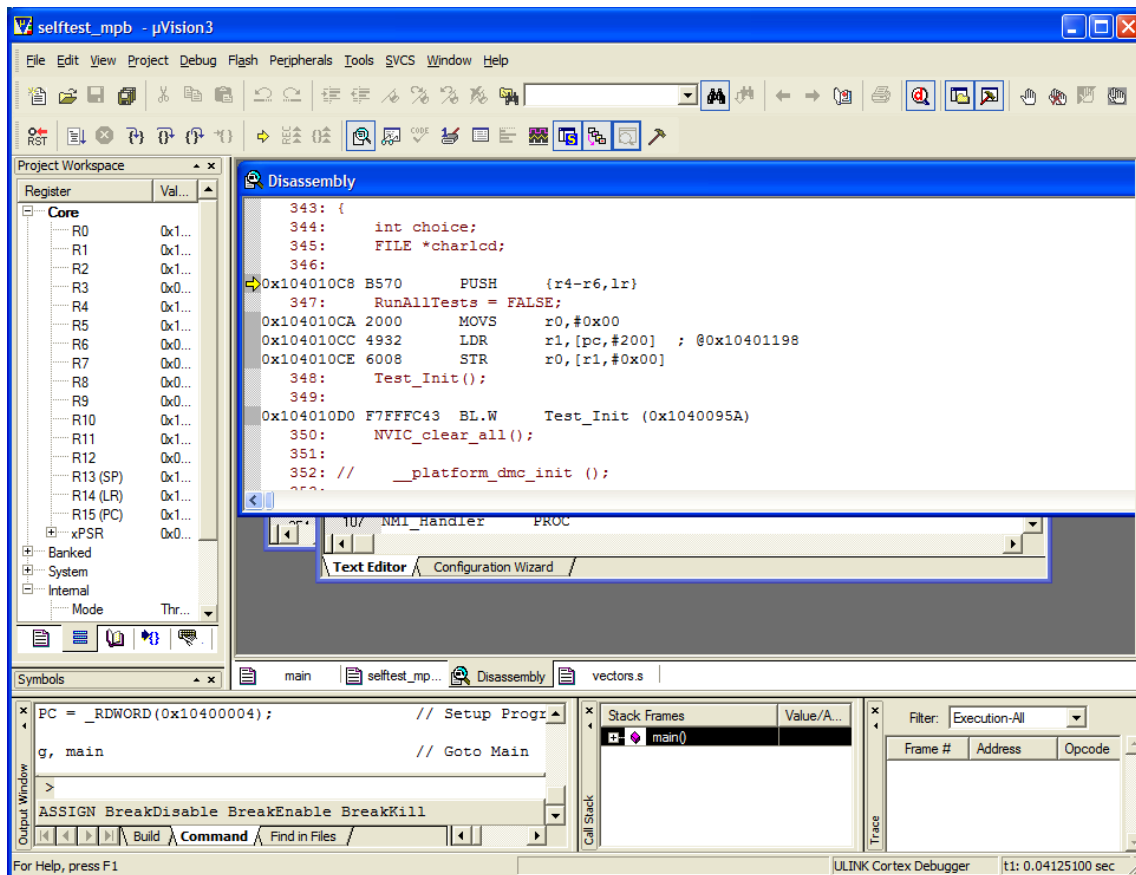 selftest_mpb - µVision3
File Edit View Project Debug Flash Peripherals Tools SVCS Window Help
RST CODE
Project Workspace
Register Val...
Core
R0 0x1...
R1 0x1...
R2 0x1...
R3 0x0...
R4 0x1...
R5 0x1...
R6 0x0...
R7 0x0...
R8 0x0...
R9 0x0...
R10 0x1...
R11 0x1...
R12 0x0...
R13 (SP) 0x1...
R14 (LR) 0x1...
R15 (PC) 0x1...
xPSR 0x0...
Banked
System
Internal
Mode Thr...
Symbols
Disassembly
343: {
344: int choice;
345: FILE *charlcd;
346:
0x104010C8 B570 PUSH {r4-r6,lr}
347: RunAllTests = FALSE;
0x104010CA 2000 MOVS r0,#0x00
0x104010CC 4932 LDR r1,[pc,#200] ; @0x10401198
0x104010CE 6008 STR r0,[r1,#0x00]
348: Test_Init();
349:
0x104010D0 F7FFFC43 BL.W Test_Init (0x1040095A)
350: NVIC_clear_all();
351:
352: // __platform_dmc_init ();
107 NMI_Handler PROC
Text Editor Configuration Wizard
main selftest_mp... Disassembly vectors.s
PC = _RDWORD(0x10400004); // Setup Progr
g, main // Goto Main
>
ASSIGN BreakDisable BreakEnable BreakKill
Build Command Find in Files
Output Window
Stack Frames Value/A...
main()
Call Stack
Filter: Execution-All
Frame # Address Opcode
Trace
For Help, press F1 ULINK Cortex Debugger t1: 0.04125100 sec